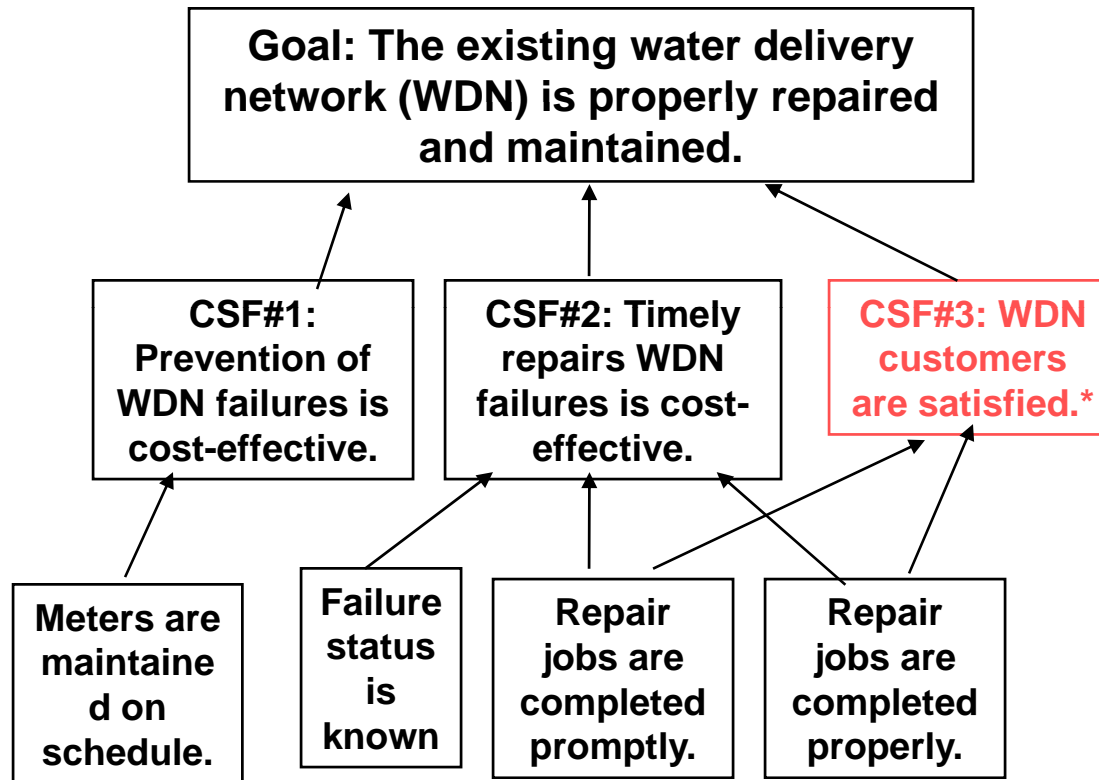 Goal: The existing water delivery
network (WDN) is properly repaired
and maintained.
CSF#1:
Prevention of
WDN failures is
cost-effective.
CSF#2: Timely
repairs WDN
failures is cost-
effective.
CSF#3: WDN
customers
are satisfied.*
Meters are
maintaine
d on
schedule.
Failure
status
is
known
Repair
jobs are
completed
promptly.
Repair
jobs are
completed
properly.